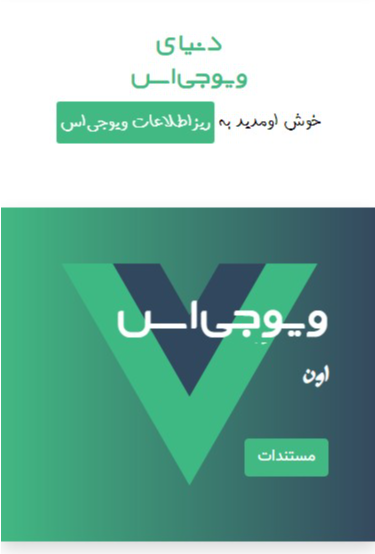 دنیای
ویوجی‌اس
خوش اومدید به ریزاطلاعات ویوجی‌اس
ویوجی‌اس
اون
مستندات